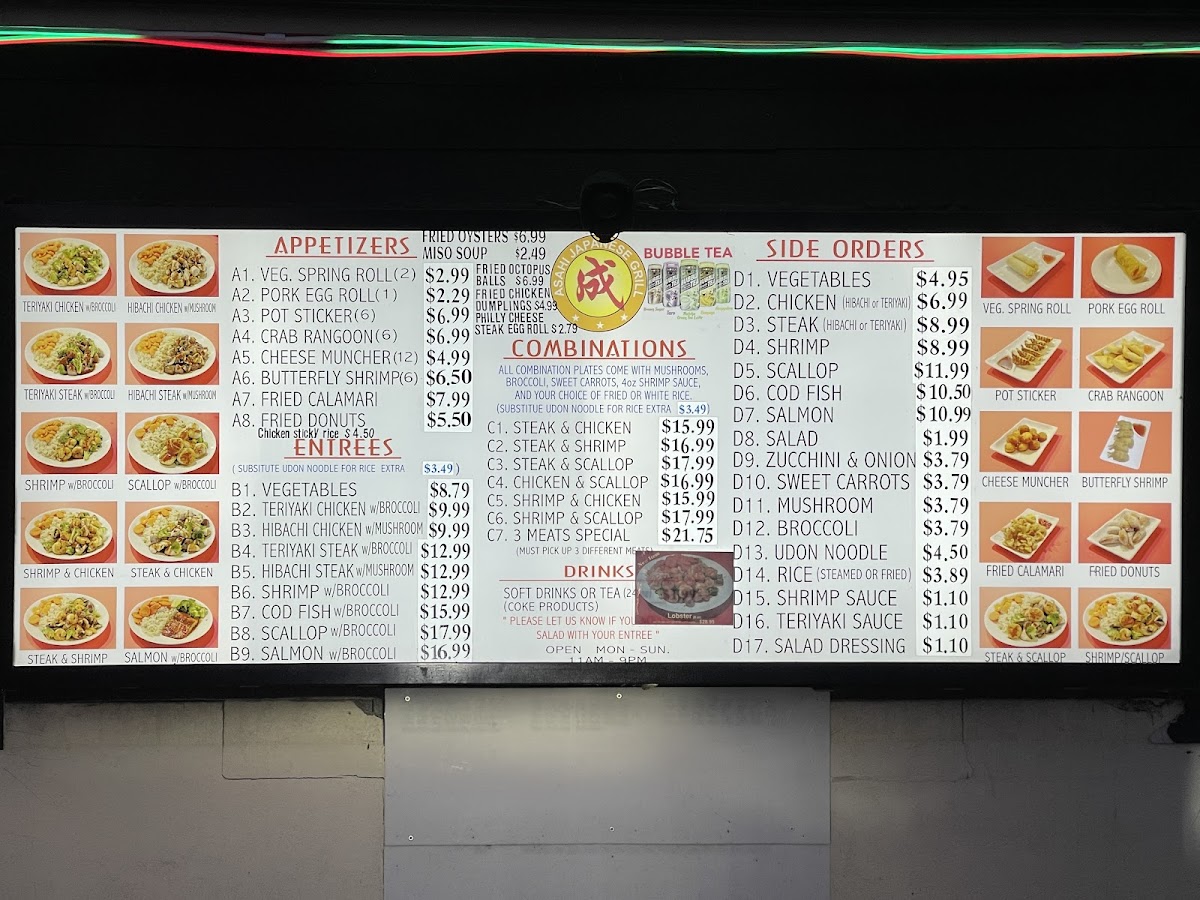 TERIYAKI CHICKEN W/BROCCOLI
HIBACHI CHICKEN W/MUSHROOM
TERIYAKI STEAK W/BROCCOLI
HIBACHI STEAK W/MUSHROOM
SHRIMP W/BROCCOLI
SCALLOP W/BROCCOLI
SHRIMP & CHICKEN
STEAK & CHICKEN
STEAK & SHRIMP
SALMON W/BROCCOLI
APPETIZERS
A1. VEG. SPRING ROLL(2) $2.99
A2. PORK EGG ROLL(1) $2.29
A3. POT STICKER(6) $6.99
A4. CRAB RANGOON(6) $6.99
A5. CHEESE MUNCHER(12) $4.99
A6. BUTTERFLY SHRIMP(6) $6.50
A7. FRIED CALAMARI $7.99
A8. FRIED DONUTS $5.50
Chicken sticky rice $4.50
ENTREES
(SUBSITUTE UDON NOODLE FOR RICE EXTRA $3.49)
B1. VEGETABLES $8.79
B2. TERIYAKI CHICKEN W/BROCCOLI $9.99
B3. HIBACHI CHICKEN W/MUSHROOM $9.99
B4. TERIYAKI STEAK W/BROCCOLI $12.99
B5. HIBACHI STEAK W/MUSHROOM $12.99
B6. SHRIMP W/BROCCOLI $12.99
B7. COD FISH W/BROCCOLI $15.99
B8. SCALLOP W/BROCCOLI $17.99
B9. SALMON W/BROCCOLI $16.99
FRIED OYSTERS $6.99
MISO SOUP $2.49
FRIED OCTOPUS
BALLS $6.99
FRIED CHICKEN
DUMPLINGS $4.99
PHILLY CHEESE
STEAK EGG ROLL $2.79
ASAHI JAPANESE GRILL
成
BUBBLE TEA
COMBINATIONS
ALL COMBINATION PLATES COME WITH MUSHROOMS,
BROCCOLI, SWEET CARROTS, 4oz SHRIMP SAUCE,
AND YOUR CHOICE OF FRIED OR WHITE RICE.
(SUBSTITUTE UDON NOODLE FOR RICE EXTRA $3.49)
C1. STEAK & CHICKEN $15.99
C2. STEAK & SHRIMP $16.99
C3. STEAK & SCALLOP $17.99
C4. CHICKEN & SCALLOP $16.99
C5. SHRIMP & CHICKEN $15.99
C6. SHRIMP & SCALLOP $17.99
C7. 3 MEATS SPECIAL $21.75
(MUST PICK UP 3 DIFFERENT MEATS)
DRINKS
SOFT DRINKS OR TEA (24
(COKE PRODUCTS)
" PLEASE LET US KNOW IF YOU
SALAD WITH YOUR ENTREE "
OPEN MON - SUN.
11AM - 9PM
Lobster
SIDE ORDERS
D1. VEGETABLES $4.95
D2. CHICKEN (HIBACHI or TERIYAKI) $6.99
D3. STEAK (HIBACHI or TERIYAKI) $8.99
D4. SHRIMP $8.99
D5. SCALLOP $11.99
D6. COD FISH $10.50
D7. SALMON $10.99
D8. SALAD $1.99
D9. ZUCCHINI & ONION $3.79
D10. SWEET CARROTS $3.79
D11. MUSHROOM $3.79
D12. BROCCOLI $3.79
D13. UDON NOODLE $4.50
D14. RICE (STEAMED OR FRIED) $3.89
D15. SHRIMP SAUCE $1.10
D16. TERIYAKI SAUCE $1.10
D17. SALAD DRESSING $1.10
VEG. SPRING ROLL
PORK EGG ROLL
POT STICKER
CRAB RANGOON
CHEESE MUNCHER
BUTTERFLY SHRIMP
FRIED CALAMARI
FRIED DONUTS
STEAK & SCALLOP
SHRIMP/SCALLOP